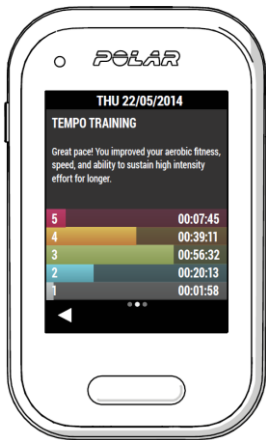 POLAR
THU 22/05/2014
TEMPO TRAINING
Great pace! You improved your aerobic fitness,
speed, and ability to sustain high intensity
effort for longer.
5 00:07:45
4 00:39:11
3 00:56:32
2 00:20:13
1 00:01:58